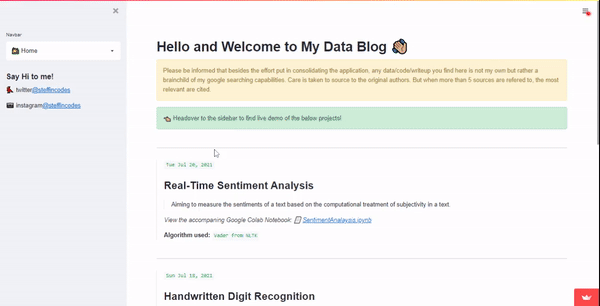 Navbar
Home
Say Hi to me!
twitter@steffincodes
instagram@steffincodes
Hello and Welcome to My Data Blog
Please be informed that besides the effort put in consolidating the application, any data/code/writeup you find here is not my own but rather a
brainchild of my google searching capabilities. Care is taken to source to the original authors. But when more than 5 sources are refered to, the most
relevant are cited.
Headover to the sidebar to find live demo of the below projects!
Tue Jul 20, 2021
Real-Time Sentiment Analysis
Aiming to measure the sentiments of a text based on the computational treatment of subjectivity in a text.
View the accompaning Google Colab Notebook: SentimentAnalaysis.ipynb
Algorithm used: Vader from NLTK
Sun Jul 18, 2021
Handwritten Digit Recognition